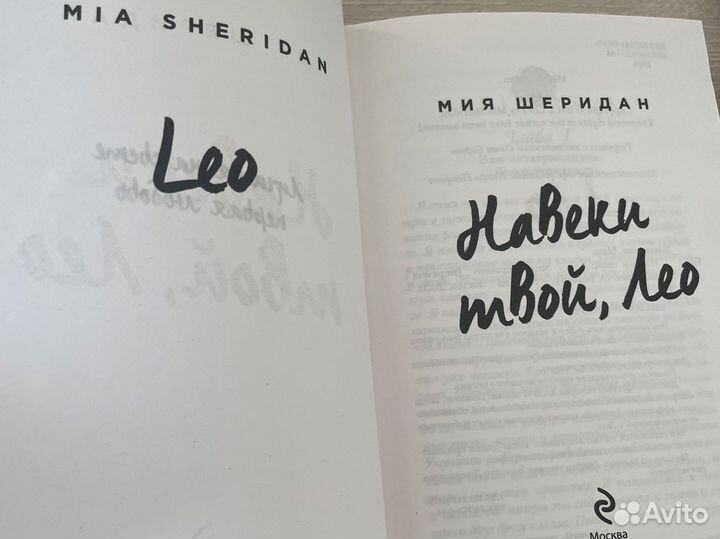 MIA SHERIDAN
Leo
МИЯ ШЕРИДАН
Навеки
твой, Лео
Москва
Avito